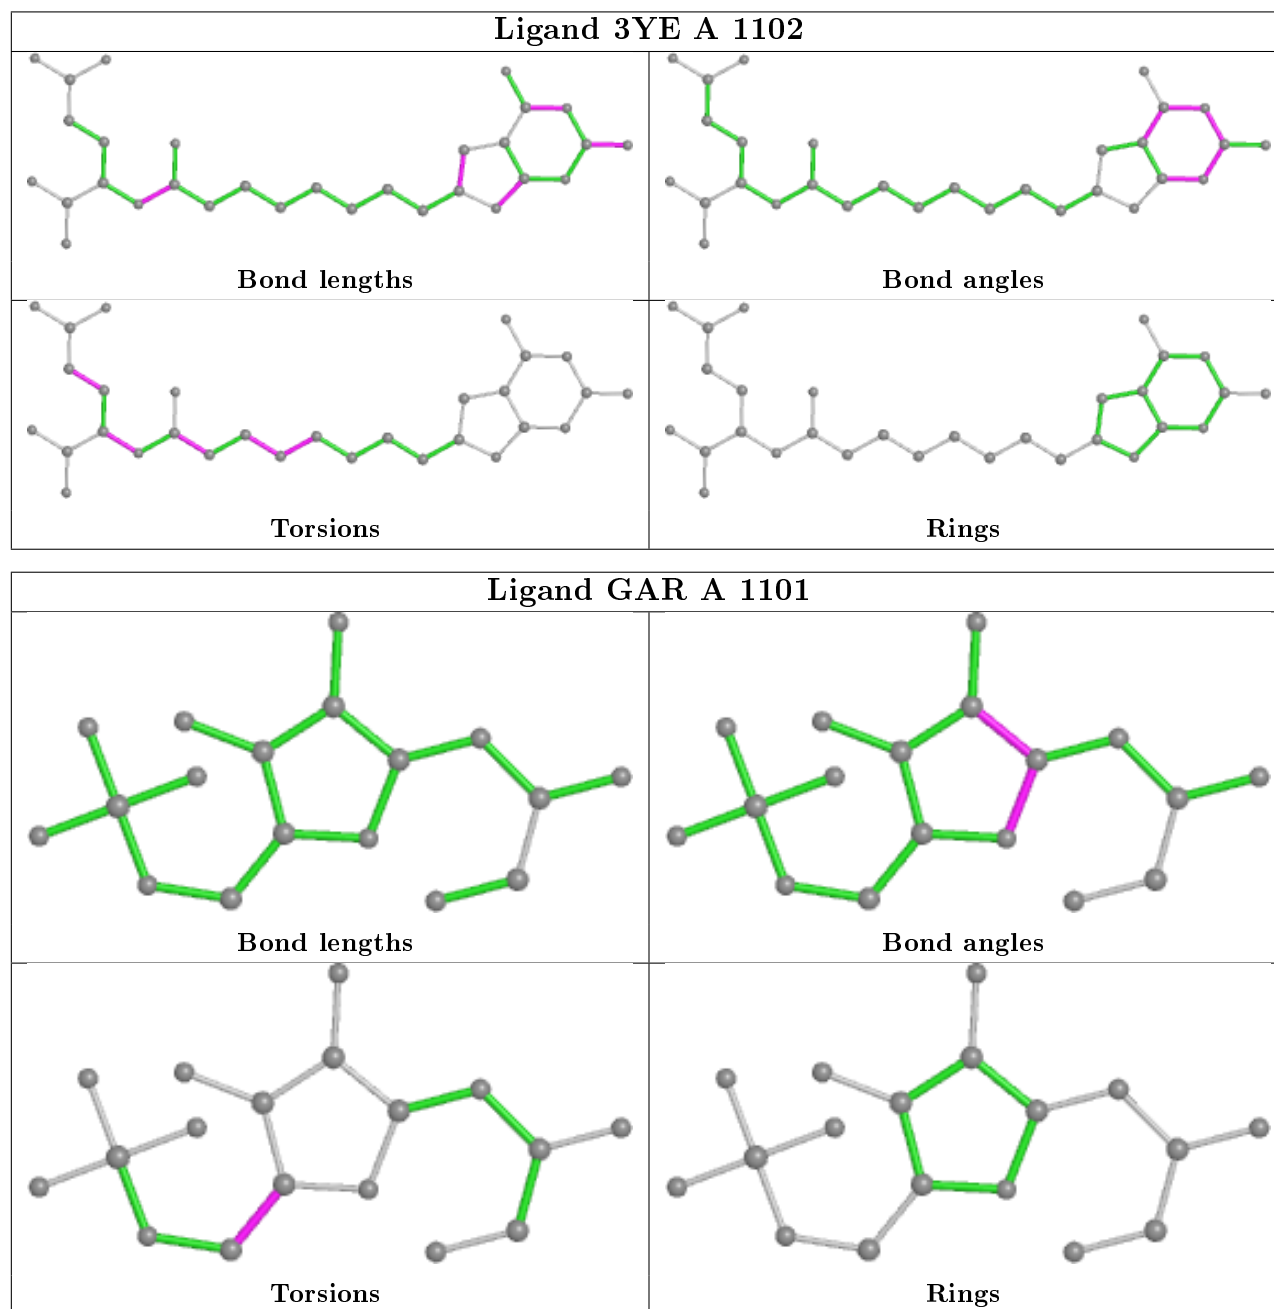 Ligand 3YE A 1102
Bond lengths
Bond angles
Torsions
Rings
Ligand GAR A 1101
Bond lengths
Bond angles
Torsions
Rings